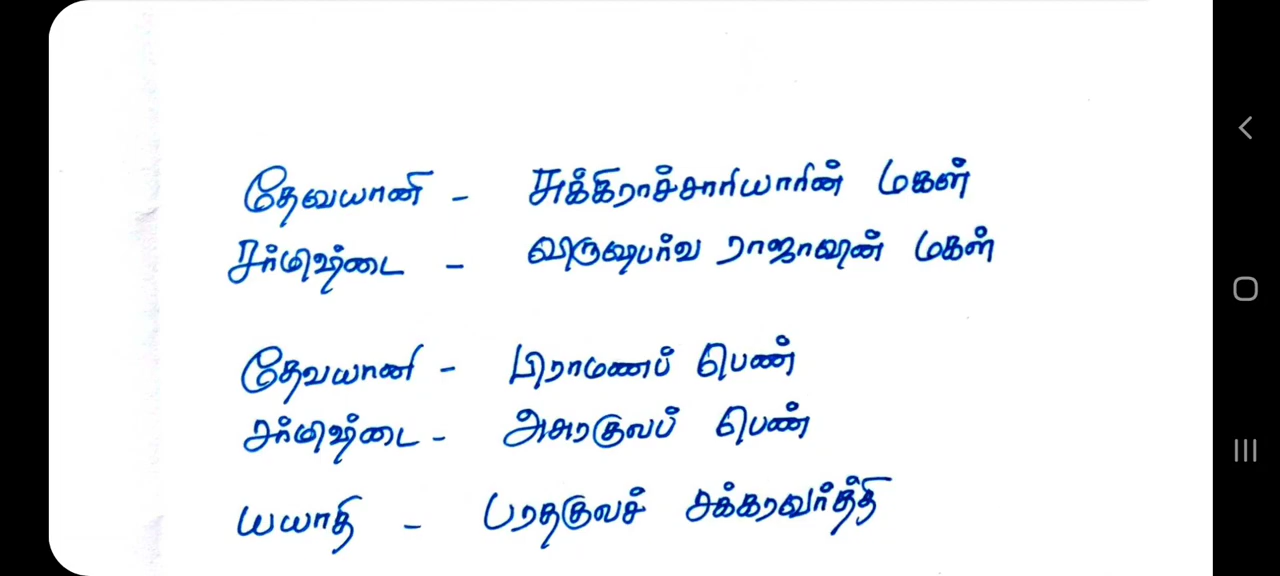 தேவயானி - சுக்கிராச்சாரியாரின் மகள்
சர்மிஷ்டை - விருஷபர்வ ராஜாவின் மகள்
தேவயானி - பிராமணப் பெண்
சர்மிஷ்டை - அசுரகுலப் பெண்
யயாதி - பரதகுலச் சக்கரவர்த்தி